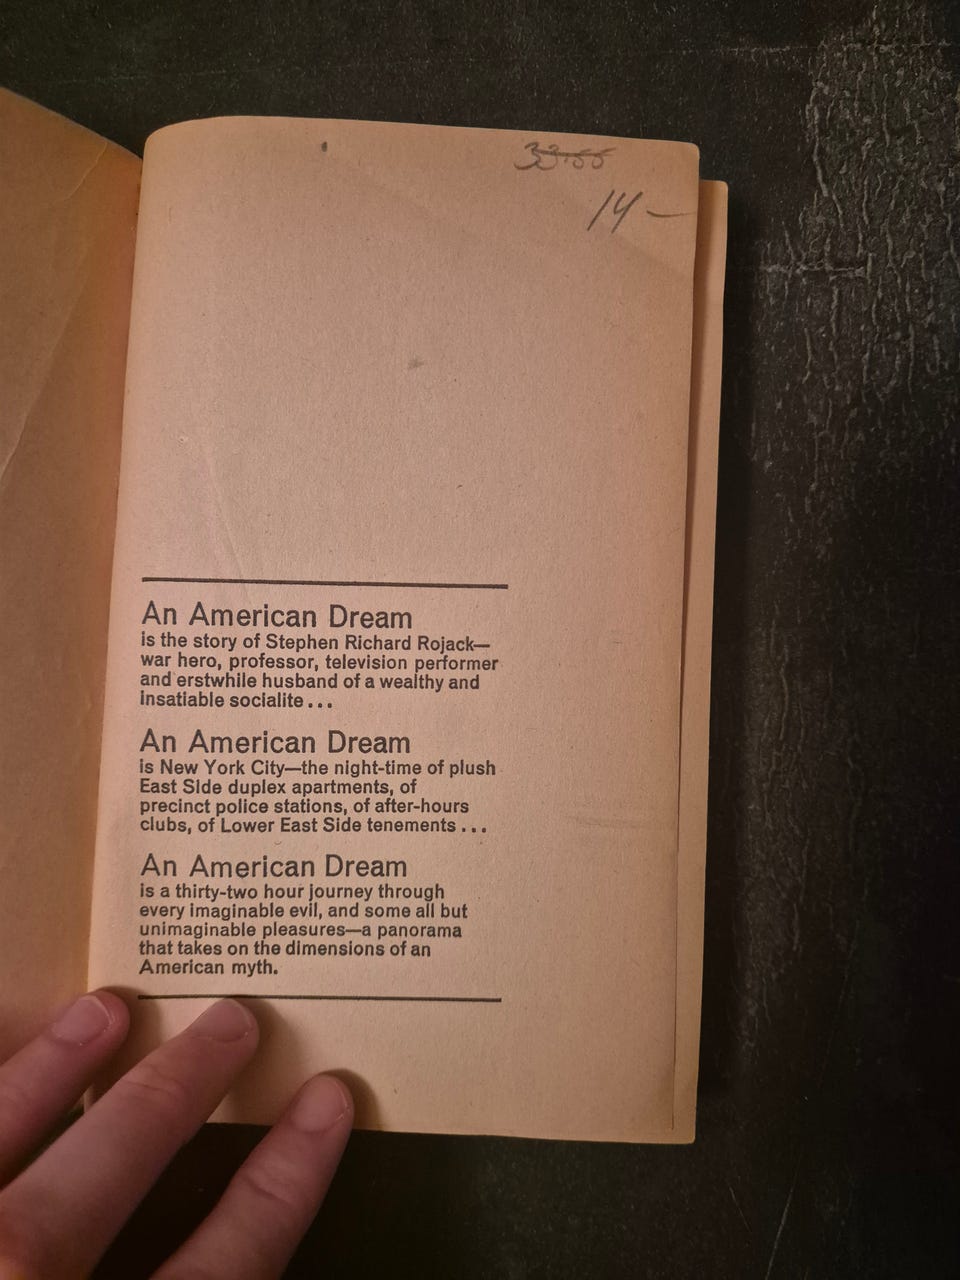 33.55
14 –
An American Dream
is the story of Stephen Richard Rojack—
war hero, professor, television performer
and erstwhile husband of a wealthy and
insatiable socialite . . .
An American Dream
is New York City—the night-time of plush
East Side duplex apartments, of
precinct police stations, of after-hours
clubs, of Lower East Side tenements . . .
An American Dream
is a thirty-two hour journey through
every imaginable evil, and some all but
unimaginable pleasures—a panorama
that takes on the dimensions of an
American myth.